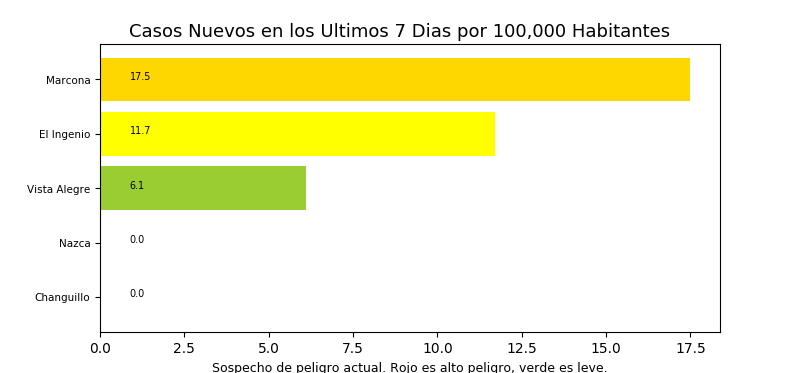 Casos Nuevos en los Ultimos 7 Dias por 100,000 Habitantes
Marcona 17.5
El Ingenio 11.7
Vista Alegre 6.1
Nazca 0.0
Changuillo 0.0
0.0 2.5 5.0 7.5 10.0 12.5 15.0 17.5
Sospecho de peligro actual. Rojo es alto peligro, verde es leve.